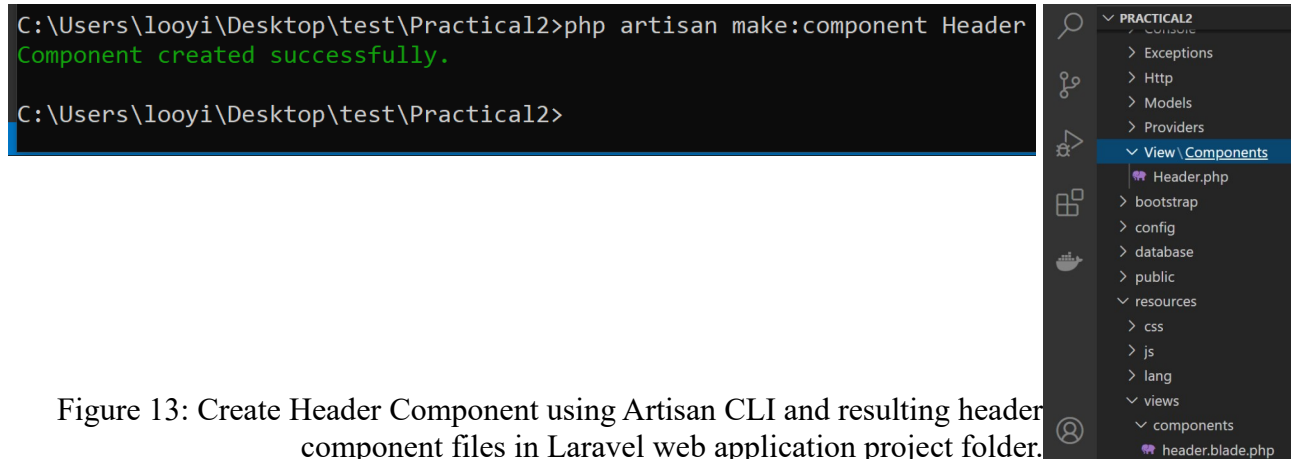 C:\Users\looyi\Desktop\test\Practical2>php artisan make:component Header
Component created successfully.
C:\Users\looyi\Desktop\test\Practical2>
Figure 13: Create Header Component using Artisan CLI and resulting header
component files in Laravel web application project folder.
PRACTICAL2
Console
Exceptions
Http
Models
Providers
View\Components
Header.php
bootstrap
config
database
public
resources
css
js
lang
views
components
header.blade.php